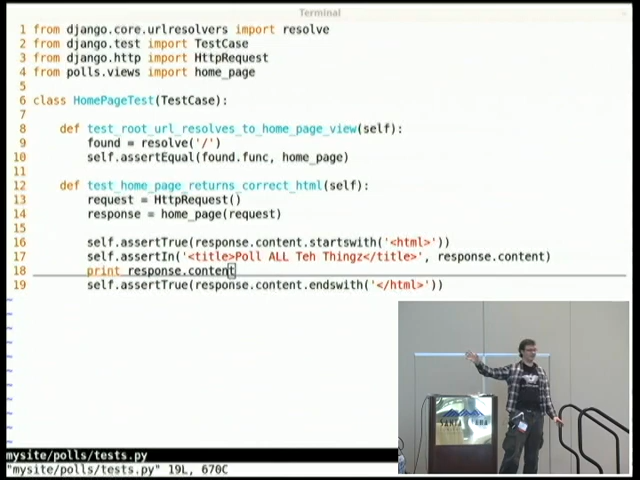 Terminal
1 from django.core.urlresolvers import resolve
2 from django.test import TestCase
3 from django.http import HttpRequest
4 from polls.views import home_page
5
6 class HomePageTest(TestCase):
7
8 def test_root_url_resolves_to_home_page_view(self):
9 found = resolve('/')
10 self.assertEqual(found.func, home_page)
11
12 def test_home_page_returns_correct_html(self):
13 request = HttpRequest()
14 response = home_page(request)
15
16 self.assertTrue(response.content.startswith('<html>'))
17 self.assertIn('<title>Poll ALL Teh Thingz</title>', response.content)
18 print response.content
19 self.assertTrue(response.content.endswith('</html>'))
~
~
~
~
~
~
~
~
~
~
mysite/polls/tests.py
"mysite/polls/tests.py" 19L, 670C